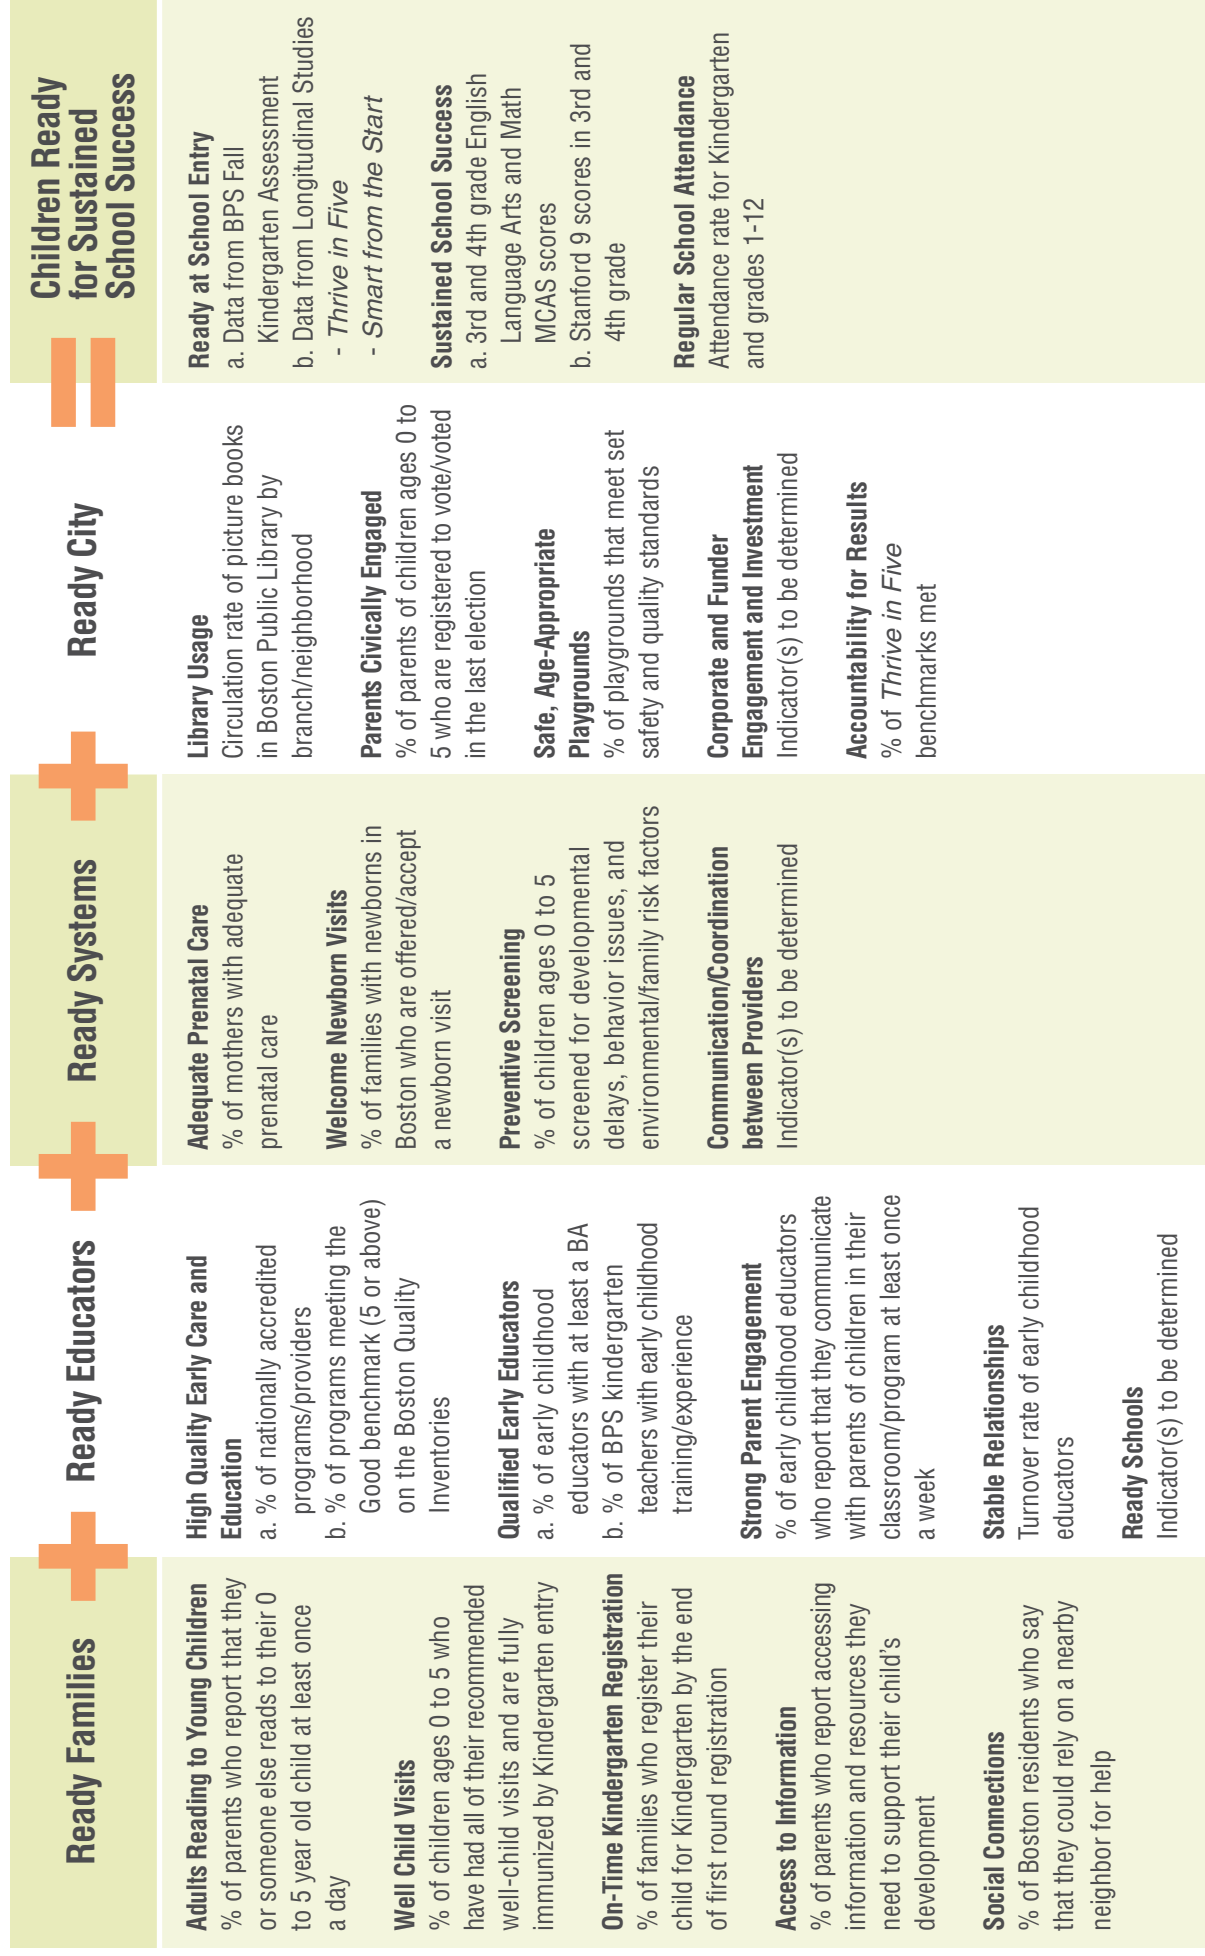 Ready Families
+
Ready Educators
+
Ready Systems
+
Ready City
=
Children Ready
for Sustained
School Success
Adults Reading to Young Children
% of parents who report that they
or someone else reads to their 0
to 5 year old child at least once
a day
Well Child Visits
% of children ages 0 to 5 who
have had all of their recommended
well-child visits and are fully
immunized by Kindergarten entry
On-Time Kindergarten Registration
% of families who register their
child for Kindergarten by the end
of first round registration
Access to Information
% of parents who report accessing
information and resources they
need to support their child's
development
Social Connections
% of Boston residents who say
that they could rely on a nearby
neighbor for help
High Quality Early Care and
Education
a. % of nationally accredited
programs/providers
b. % of programs meeting the
Good benchmark (5 or above)
on the Boston Quality
Inventories
Qualified Early Educators
a. % of early childhood
educators with at least a BA
b. % of BPS kindergarten
teachers with early childhood
training/experience
Strong Parent Engagement
% of early childhood educators
who report that they communicate
with parents of children in their
classroom/program at least once
a week
Stable Relationships
Turnover rate of early childhood
educators
Ready Schools
Indicator(s) to be determined
Adequate Prenatal Care
% of mothers with adequate
prenatal care
Welcome Newborn Visits
% of families with newborns in
Boston who are offered/accept
a newborn visit
Preventive Screening
% of children ages 0 to 5
screened for developmental
delays, behavior issues, and
environmental/family risk factors
Communication/Coordination
between Providers
Indicator(s) to be determined
Library Usage
Circulation rate of picture books
in Boston Public Library by
branch/neighborhood
Parents Civically Engaged
% of parents of children ages 0 to
5 who are registered to vote/voted
in the last election
Safe, Age-Appropriate
Playgrounds
% of playgrounds that meet set
safety and quality standards
Corporate and Funder
Engagement and Investment
Indicator(s) to be determined
Accountability for Results
% of Thrive in Five
benchmarks met
Ready at School Entry
a. Data from BPS Fall
Kindergarten Assessment
b. Data from Longitudinal Studies
- Thrive in Five
- Smart from the Start
Sustained School Success
a. 3rd and 4th grade English
Language Arts and Math
MCAS scores
b. Stanford 9 scores in 3rd and
4th grade
Regular School Attendance
Attendance rate for Kindergarten
and grades 1-12